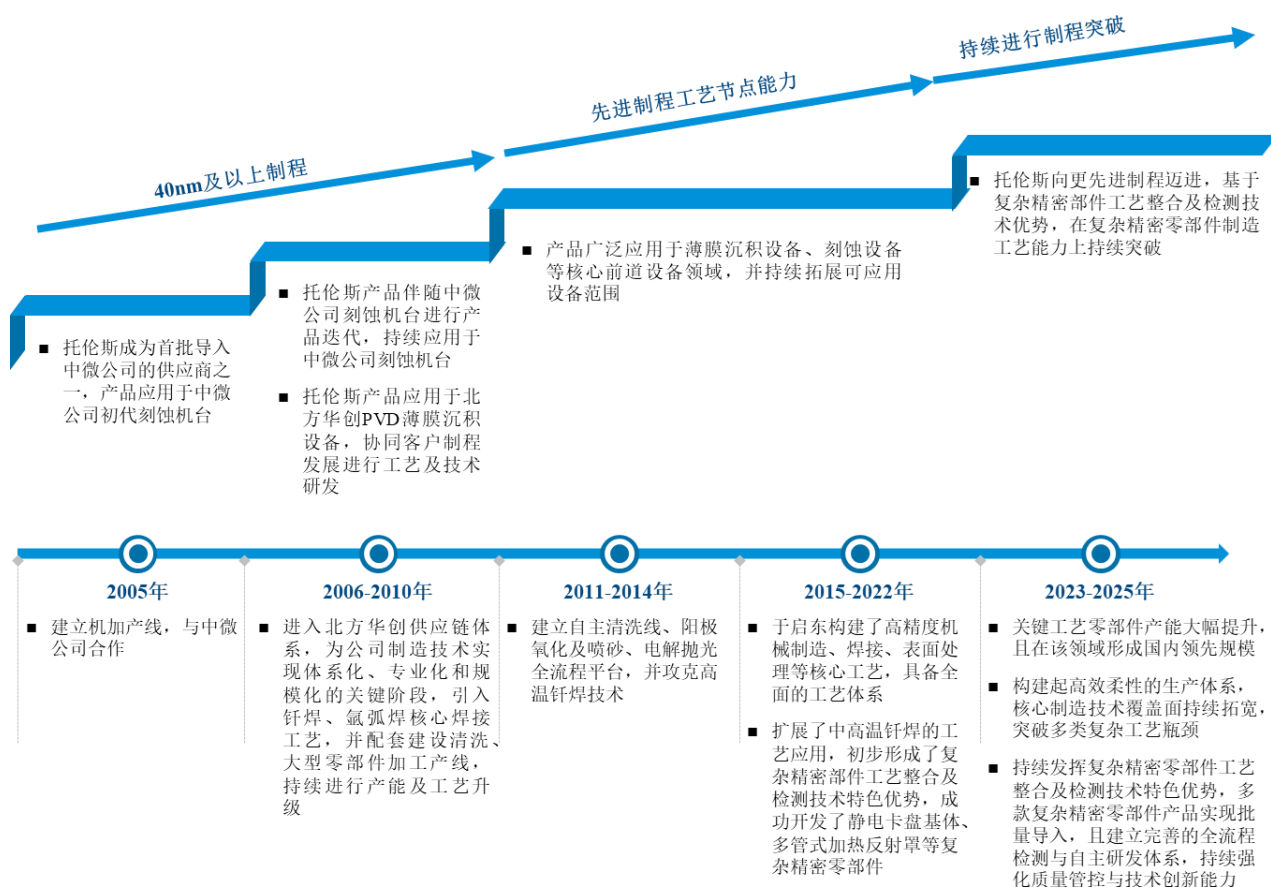 持续进行制程突破
先进制程工艺节点能力
40nm及以上制程
■ 托伦斯成为首批导入
中微公司的供应商之
一，产品应用于中微
公司初代刻蚀机台
■ 托伦斯产品伴随中微
公司刻蚀机台进行产
品迭代，持续应用于
中微公司刻蚀机台
■ 托伦斯产品应用于北
方华创PVD薄膜沉积
设备，协同客户制程
发展进行工艺及技术
研发
■ 产品广泛应用于薄膜沉积设备、刻蚀设备
等核心前道设备领域，并持续拓展可应用
设备范围
■ 托伦斯向更先进制程迈进，基于
复杂精密部件工艺整合及检测技
术优势，在复杂精密零部件制造
工艺能力上持续突破
2005年
■ 建立机加产线，与中微
公司合作
2006-2010年
■ 进入北方华创供应链体
系，为公司制造技术实
现体系化、专业化和规
模化的关键阶段，引入
钎焊、氩弧焊核心焊接
工艺，并配套建设清洗、
大型零部件加工产线，
持续进行产能及工艺升
级
2011-2014年
■ 建立自主清洗线、阳极
氧化及喷砂、电解抛光
全流程平台，并攻克高
温钎焊技术
2015-2022年
■ 于启东构建了高精度机
械制造、焊接、表面处
理等核心工艺，具备全
面的工艺体系
■ 扩展了中高温钎焊的工
艺应用，初步形成了复
杂精密部件工艺整合及
检测技术特色优势，成
功开发了静电卡盘基体、
多管式加热反射罩等复
杂精密零部件
2023-2025年
■ 关键工艺零部件产能大幅提升，
且在该领域形成国内领先规模
■ 构建起高效柔性的生产体系，
核心制造技术覆盖面持续拓宽，
突破多类复杂工艺瓶颈
■ 持续发挥复杂精密零部件工艺
整合及检测技术特色优势，多
款复杂精密零部件产品实现批
量导入，且建立完善的全流程
检测与自主研发体系，持续强
化质量管控与技术创新能力